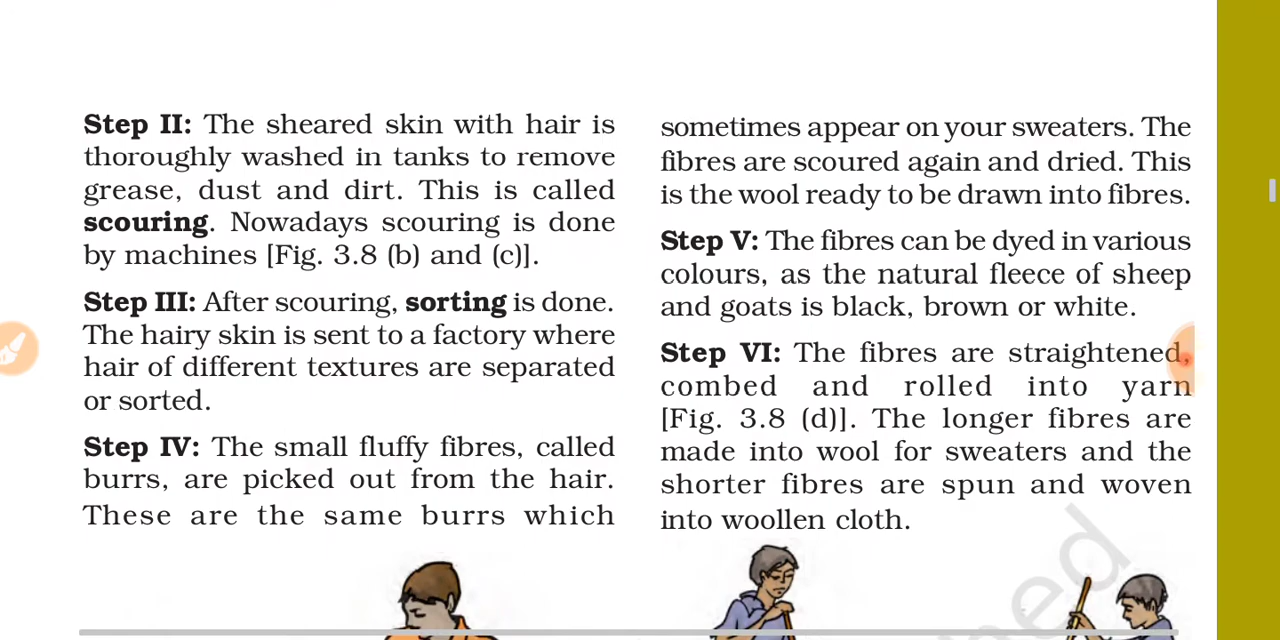 Step II: The sheared skin with hair is
thoroughly washed in tanks to remove
grease, dust and dirt. This is called
scouring. Nowadays scouring is done
by machines [Fig. 3.8 (b) and (c)].
Step III: After scouring, sorting is done.
The hairy skin is sent to a factory where
hair of different textures are separated
or sorted.
Step IV: The small fluffy fibres, called
burrs, are picked out from the hair.
These are the same burrs which
sometimes appear on your sweaters. The
fibres are scoured again and dried. This
is the wool ready to be drawn into fibres.
Step V: The fibres can be dyed in various
colours, as the natural fleece of sheep
and goats is black, brown or white.
Step VI: The fibres are straightened,
combed and rolled into yarn
[Fig. 3.8 (d)]. The longer fibres are
made into wool for sweaters and the
shorter fibres are spun and woven
into woollen cloth.